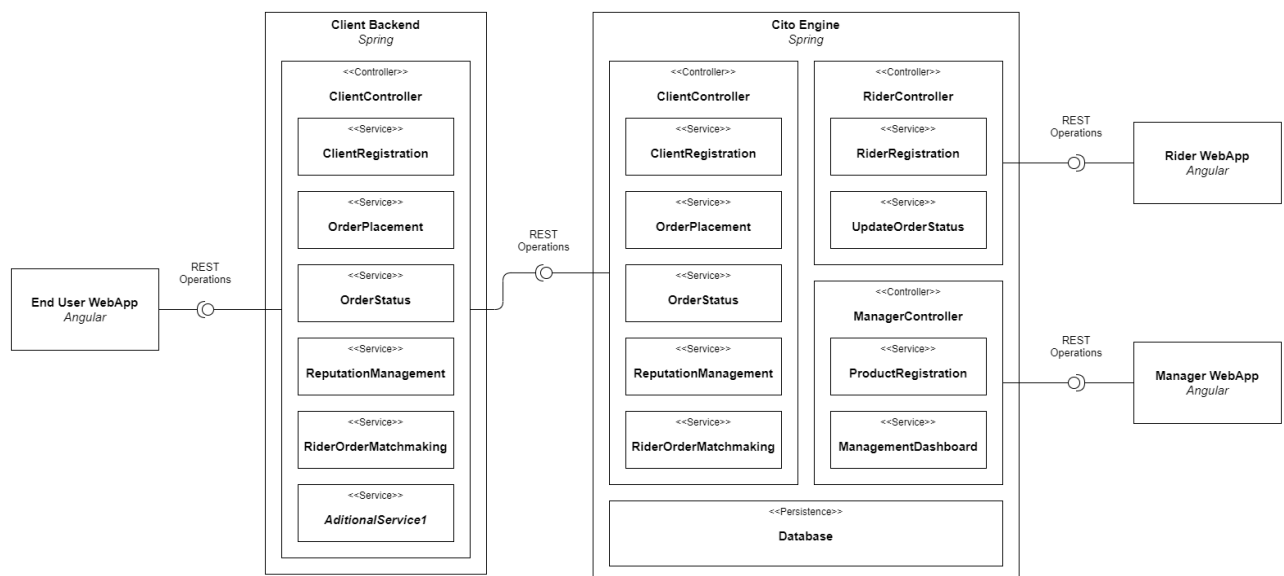 Client Backend
Spring
<<Controller>>
ClientController
<<Service>>
ClientRegistration
<<Service>>
OrderPlacement
<<Service>>
OrderStatus
<<Service>>
ReputationManagement
<<Service>>
RiderOrderMatchmaking
<<Service>>
AditionalService1
End User WebApp
Angular
REST
Operations
REST
Operations
Cito Engine
Spring
<<Controller>>
ClientController
<<Service>>
ClientRegistration
<<Service>>
OrderPlacement
<<Service>>
OrderStatus
<<Service>>
ReputationManagement
<<Service>>
RiderOrderMatchmaking
<<Controller>>
RiderController
<<Service>>
RiderRegistration
<<Service>>
UpdateOrderStatus
<<Controller>>
ManagerController
<<Service>>
ProductRegistration
<<Service>>
ManagementDashboard
<<Persistence>>
Database
REST
Operations
Rider WebApp
Angular
REST
Operations
Manager WebApp
Angular